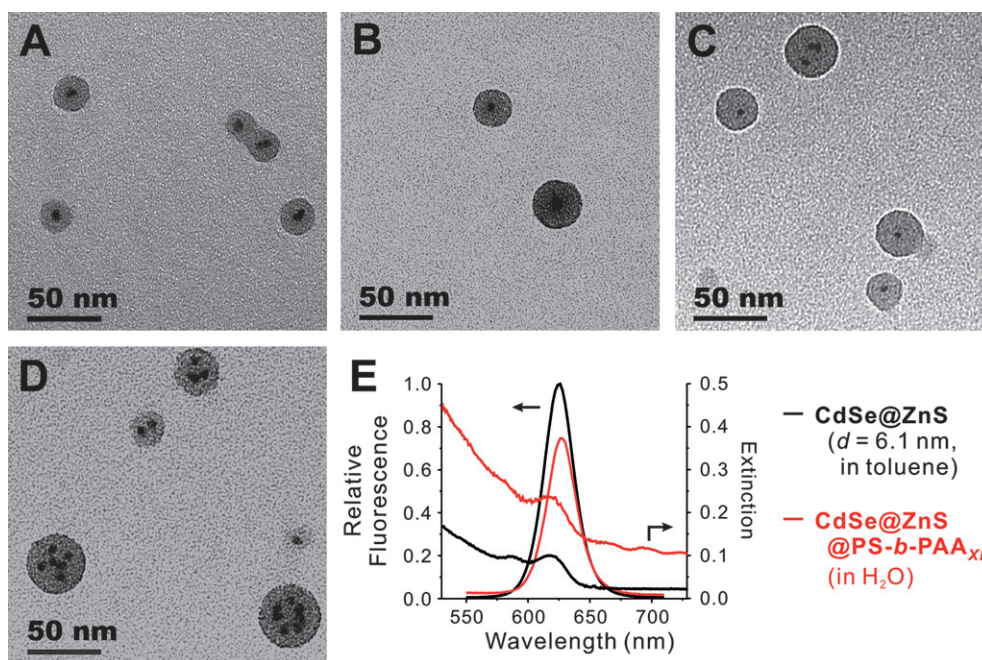 A
50 nm
B
50 nm
C
50 nm
D
50 nm
E
1.0
0.8
0.6
0.4
0.2
0.0
Relative
Fluorescence
0.5
0.4
0.3
0.2
0.1
0.0
Extinction
550 600 650 700
Wavelength (nm)
CdSe@ZnS
(d = 6.1 nm,
in toluene)
CdSe@ZnS
@PS-b-PAA
(in H₂O)